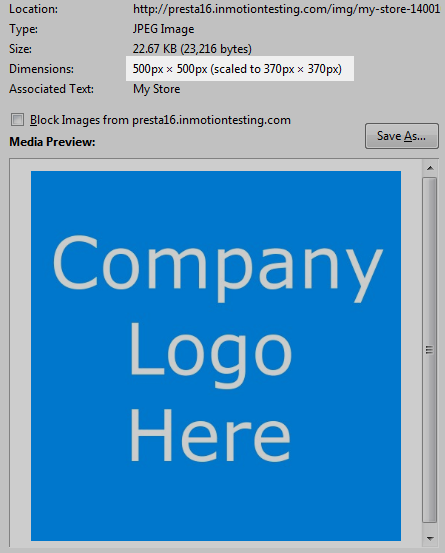 Location: http://presta16.inmotiontesting.com/img/my-store-14001
Type: JPEG Image
Size: 22.67 KB (23,216 bytes)
Dimensions: 500px × 500px (scaled to 370px × 370px)
Associated Text: My Store
Block Images from presta16.inmotiontesting.com
Save As...
Media Preview:
Company
Logo
Here